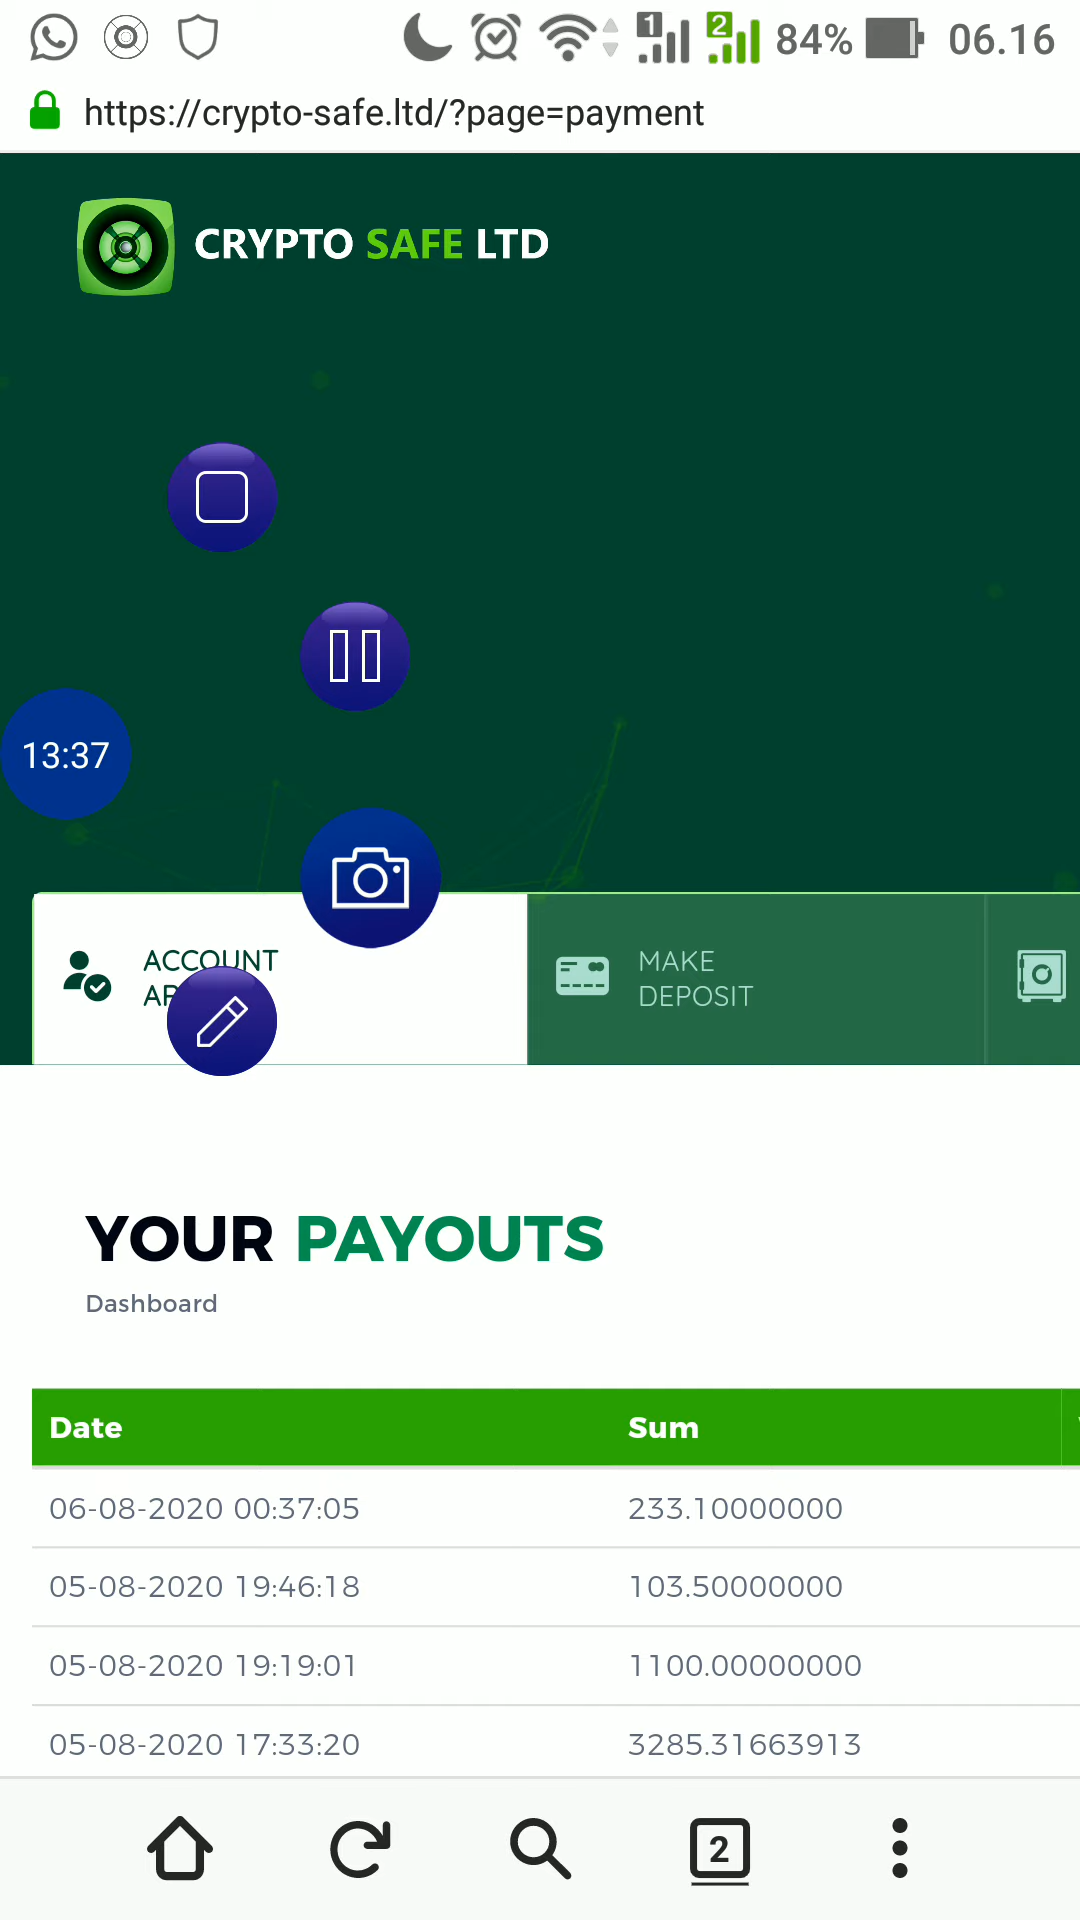 1 2 84% 06.16
https://crypto-safe.ltd/?page=payment
CRYPTO SAFE LTD
13:37
ACCOUNT
MAKE
DEPOSIT
YOUR PAYOUTS
Dashboard
Date Sum
06-08-2020 00:37:05 233.10000000
05-08-2020 19:46:18 103.50000000
05-08-2020 19:19:01 1100.00000000
05-08-2020 17:33:20 3285.31663913
2